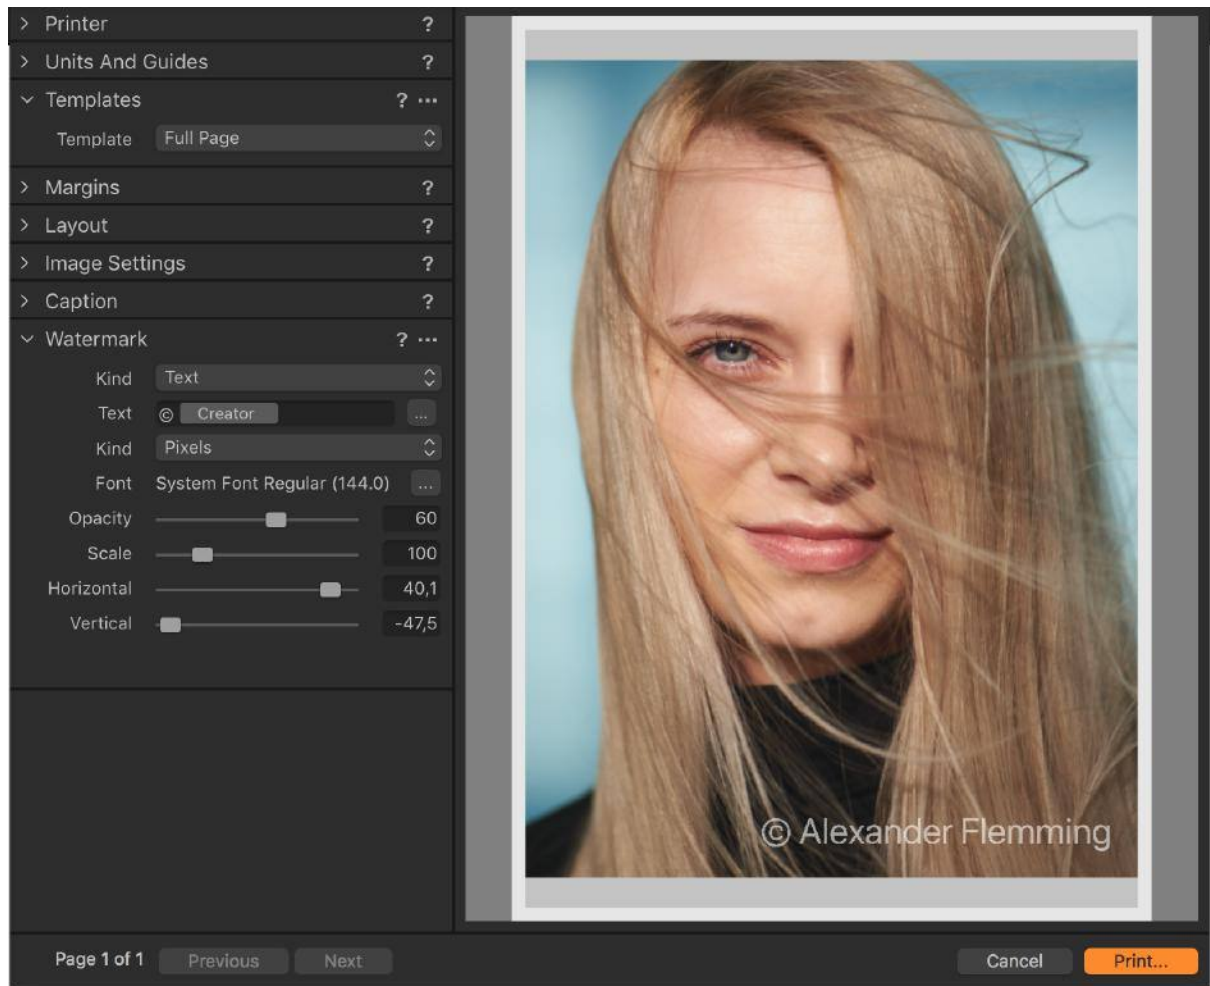 Printer ?
Units And Guides ?
Templates ? ...
Template Full Page
Margins ?
Layout ?
Image Settings ?
Caption ?
Watermark ? ...
Kind Text
Text © Creator ...
Kind Pixels
Font System Font Regular (144.0) ...
Opacity 60
Scale 100
Horizontal 40,1
Vertical -47,5
© Alexander Flemming
Page 1 of 1 Previous Next Cancel Print...